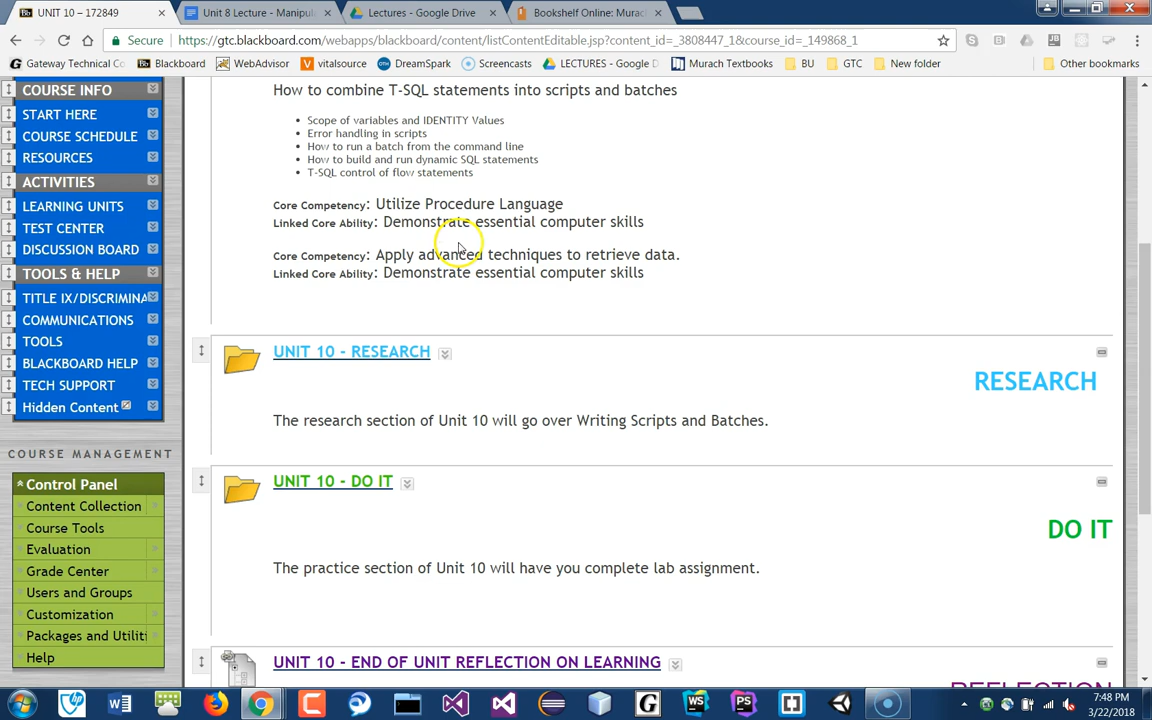 UNIT 10 – 172849
Unit 8 Lecture - Manipul
Lectures - Google Drive
Bookshelf Online: Murac
Secure
https://gtc.blackboard.com/webapps/blackboard/content/listContentEditable.jsp?content_id=_3808447_1&course_id=_149868_1
Gateway Technical Co
Blackboard
WebAdvisor
vitalsource
DreamSpark
Screencasts
LECTURES - Google D
Murach Textbooks
BU
GTC
New folder
Other bookmarks
COURSE INFO
START HERE
COURSE SCHEDULE
RESOURCES
ACTIVITIES
LEARNING UNITS
TEST CENTER
DISCUSSION BOARD
TOOLS & HELP
TITLE IX/DISCRIMINA
COMMUNICATIONS
TOOLS
BLACKBOARD HELP
TECH SUPPORT
Hidden Content
COURSE MANAGEMENT
Control Panel
Content Collection
Course Tools
Evaluation
Grade Center
Users and Groups
Customization
Packages and Utiliti
Help
How to combine T-SQL statements into scripts and batches
• Scope of variables and IDENTITY Values
• Error handling in scripts
• How to run a batch from the command line
• How to build and run dynamic SQL statements
• T-SQL control of flow statements
Core Competency: Utilize Procedure Language
Linked Core Ability: Demonstrate essential computer skills
Core Competency: Apply advanced techniques to retrieve data.
Linked Core Ability: Demonstrate essential computer skills
UNIT 10 - RESEARCH
RESEARCH
The research section of Unit 10 will go over Writing Scripts and Batches.
UNIT 10 - DO IT
DO IT
The practice section of Unit 10 will have you complete lab assignment.
UNIT 10 - END OF UNIT REFLECTION ON LEARNING
REFLECTION
7:48 PM
3/22/2018